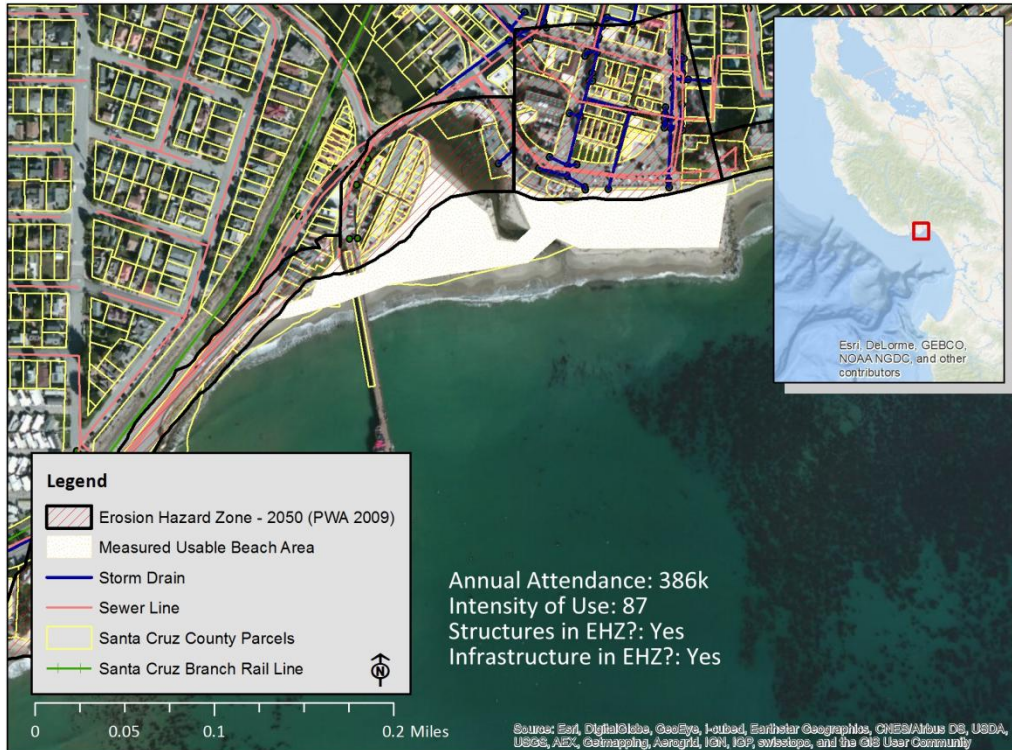 Esri, DeLorme, GEBCO,
NOAA NGDC, and other
contributors
Legend
Erosion Hazard Zone - 2050 (PWA 2009)
Measured Usable Beach Area
Storm Drain
Sewer Line
Santa Cruz County Parcels
Santa Cruz Branch Rail Line
N
Annual Attendance: 386k
Intensity of Use: 87
Structures in EHZ?: Yes
Infrastructure in EHZ?: Yes
0 0.05 0.1 0.2 Miles
Source: Esri, DigitalGlobe, GeoEye, i-cubed, Earthstar Geographics, CNES/Airbus DS, USDA,
USGS, AEX, Getmapping, Aerogrid, IGN, IGP, swisstopo, and the GIS User Community